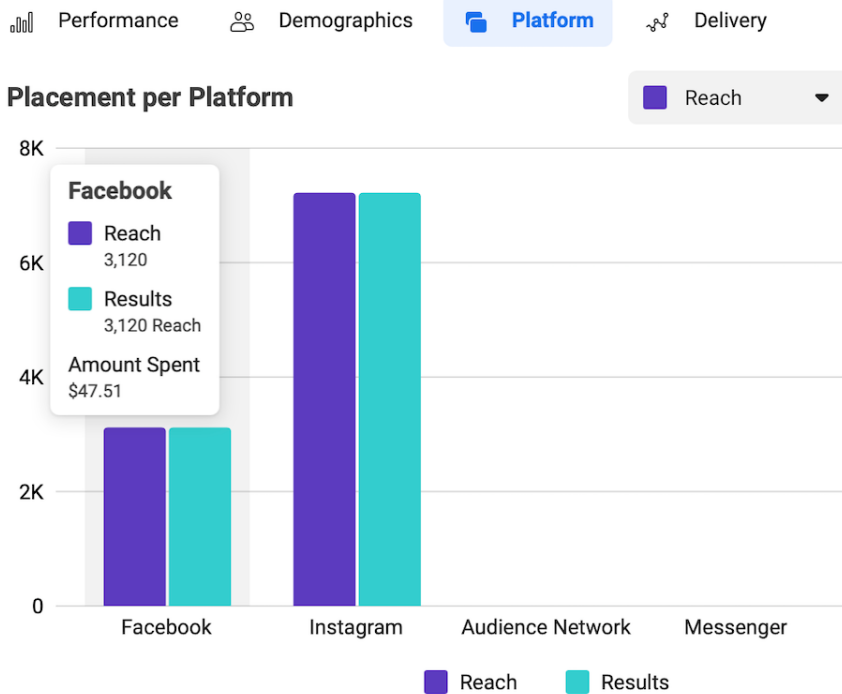 Performance Demographics Platform Delivery
Placement per Platform
Reach
8K
Facebook
Reach
3,120
Results
3,120 Reach
Amount Spent
$47.51
6K
4K
2K
0
Facebook Instagram Audience Network Messenger
Reach Results